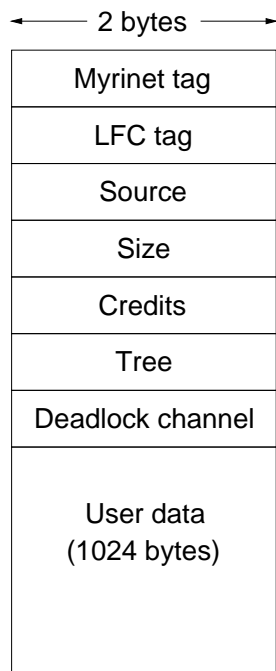 2 bytes
Myrinet tag
LFC tag
Source
Size
Credits
Tree
Deadlock channel
User data
(1024 bytes)